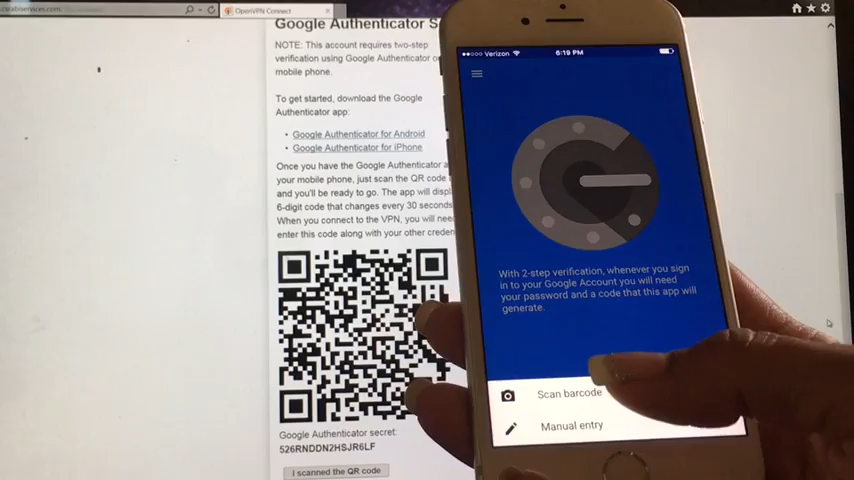 cstabiservices.com
OpenVPN Connect
Google Authenticator S
NOTE: This account requires two-step
verification using Google Authenticator o
mobile phone.
To get started, download the Google
Authenticator app:
Google Authenticator for Android
Google Authenticator for iPhone
Once you have the Google Authenticator a
your mobile phone, just scan the QR code
and you'll be ready to go. The app will displ
6-digit code that changes every 30 seconds
When you connect to the VPN, you will nee
enter this code along with your other creden
Google Authenticator secret:
526RNDDN2HSJR6LF
I scanned the QR code
Verizon
6:19 PM
With 2-step verification, whenever you sign
in to your Google Account you will need
your password and a code that this app will
generate.
Scan barcode
Manual entry